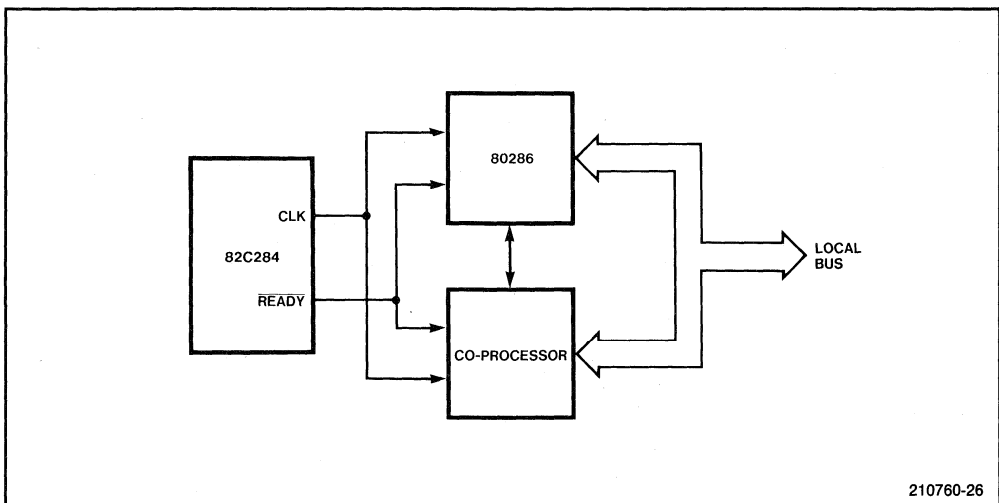 80286
CLK
82C284
READY
CO-PROCESSOR
LOCAL
BUS
210760-26